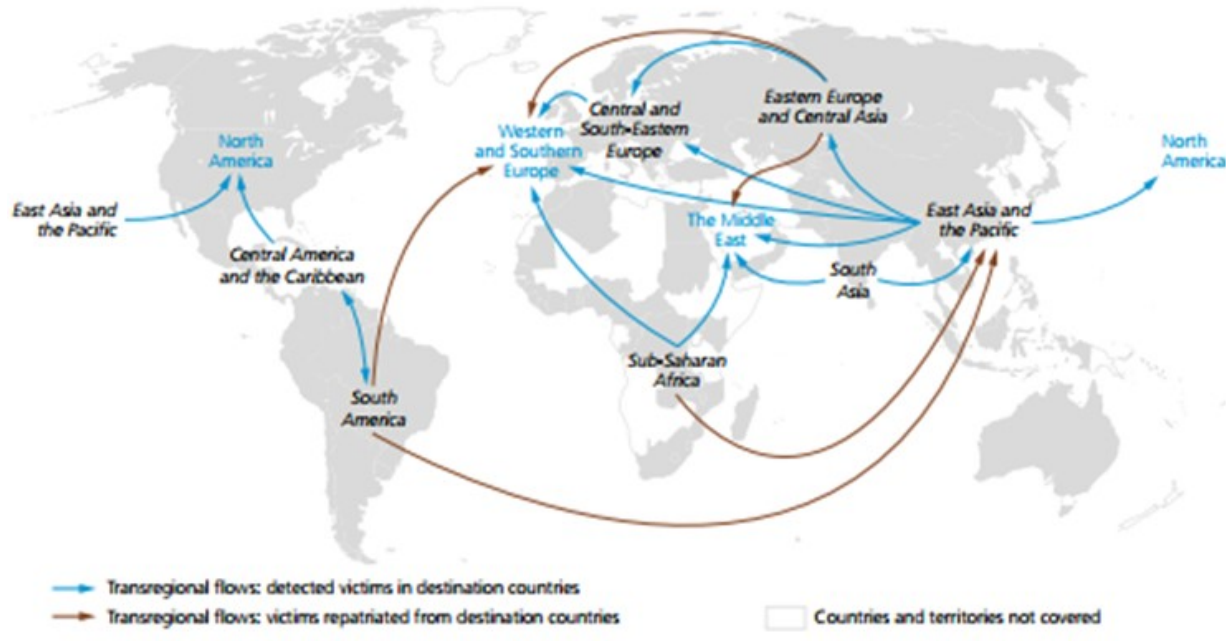 North
America
East Asia and
the Pacific
Central America
and the Caribbean
South
America
Western
and Southern
Europe
Central and
South-Eastern
Europe
Eastern Europe
and Central Asia
The Middle
East
South
Asia
Sub-Saharan
Africa
East Asia and
the Pacific
North
America
Transregional flows: detected victims in destination countries
Transregional flows: victims repatriated from destination countries
Countries and territories not covered